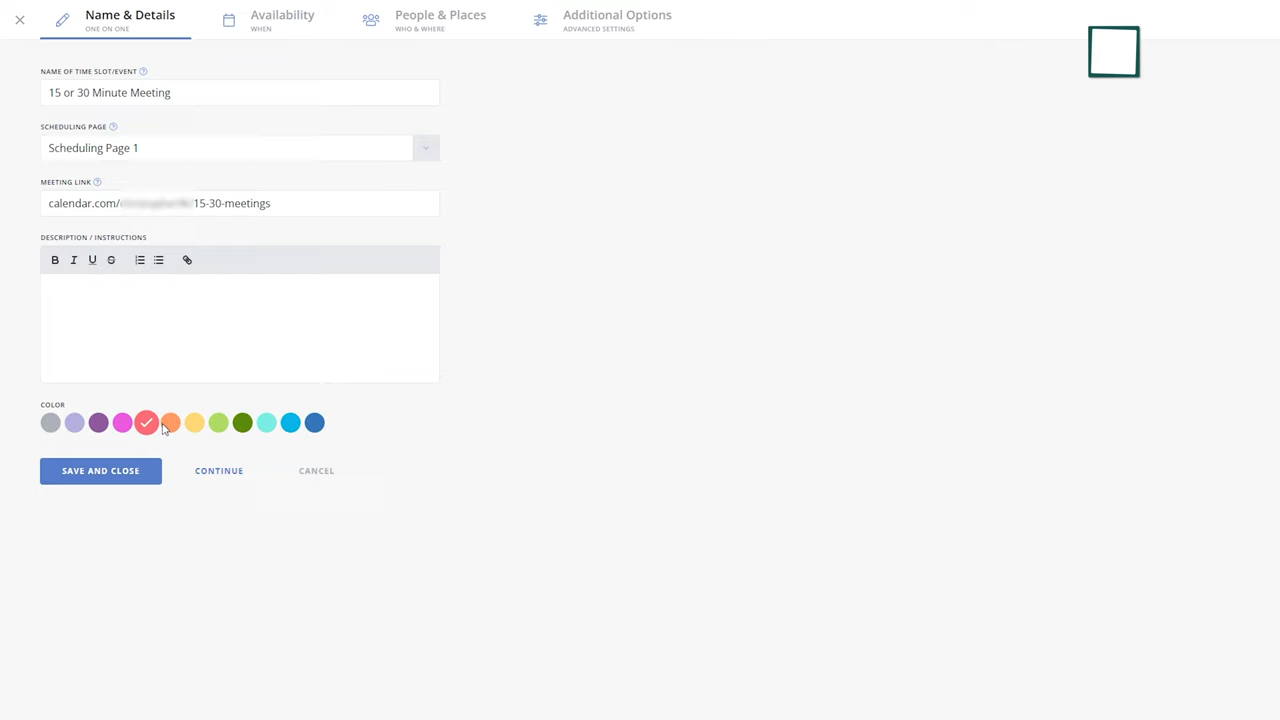 Name & Details
ONE ON ONE
Availability
WHEN
People & Places
WHO & WHERE
Additional Options
ADVANCED SETTINGS
NAME OF TIME SLOT/EVENT
15 or 30 Minute Meeting
SCHEDULING PAGE
Scheduling Page 1
MEETING LINK
calendar.com/ /15-30-meetings
DESCRIPTION / INSTRUCTIONS
B I U S
COLOR
SAVE AND CLOSE CONTINUE CANCEL